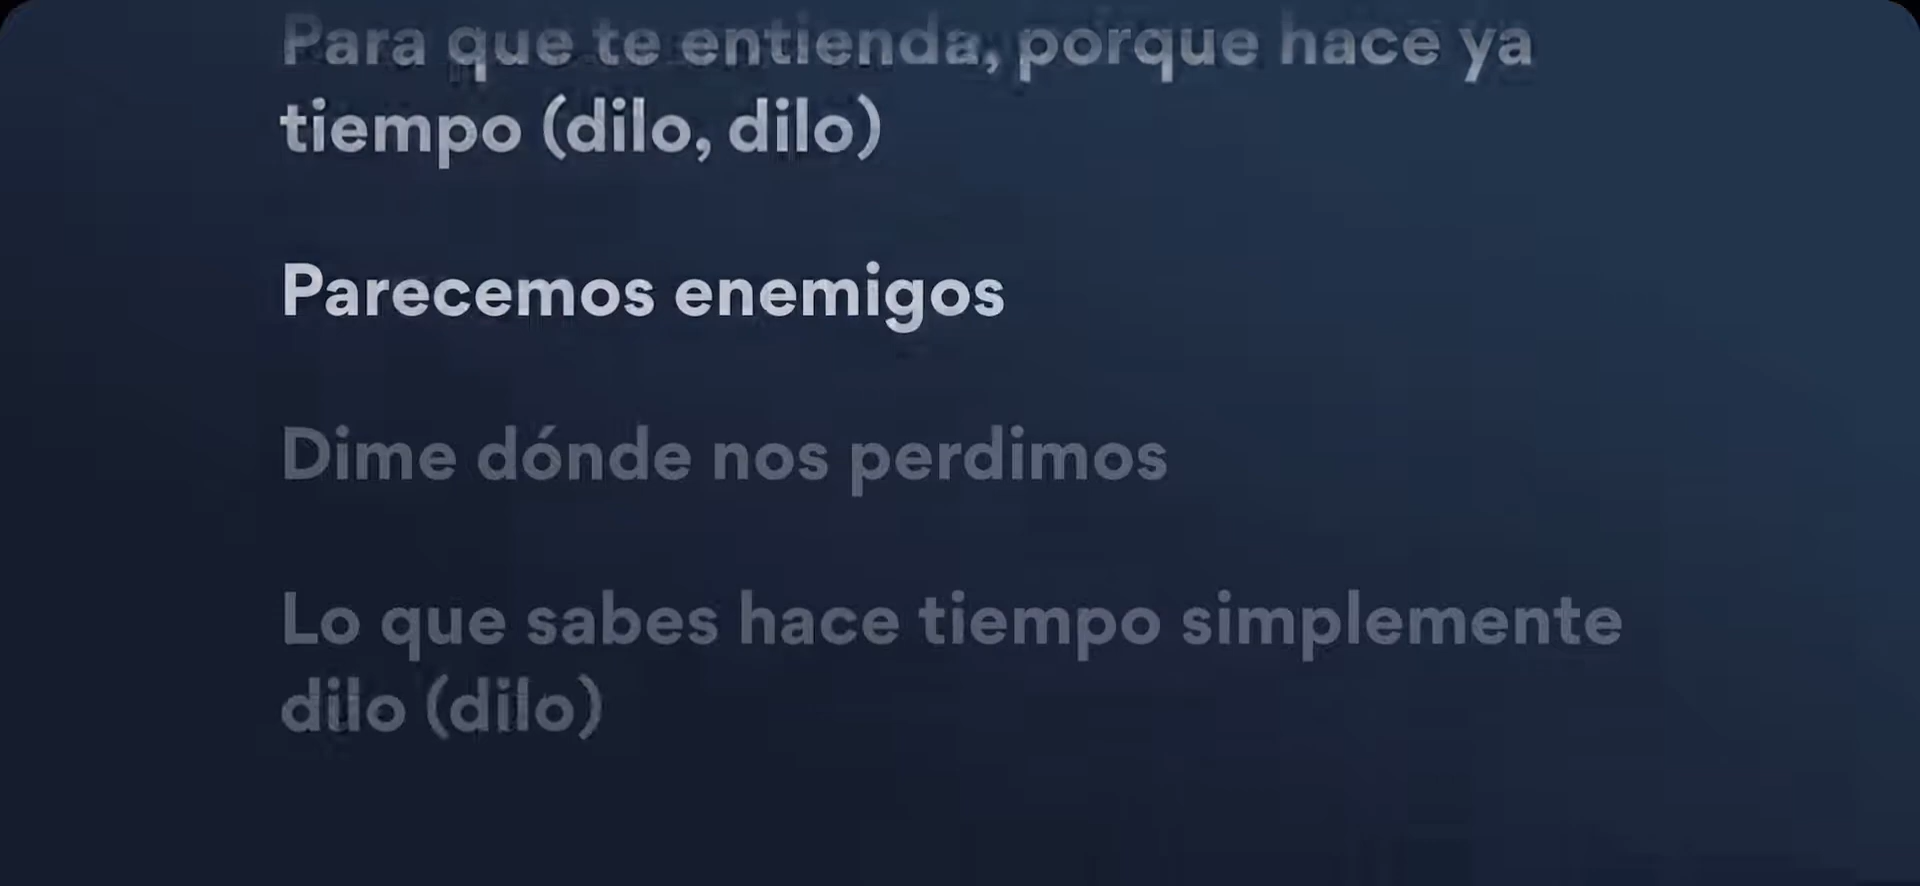 Para que te entienda, porque hace ya
tiempo (dilo, dilo)
Parecemos enemigos
Dime dónde nos perdimos
Lo que sabes hace tiempo simplemente
dilo (dilo)